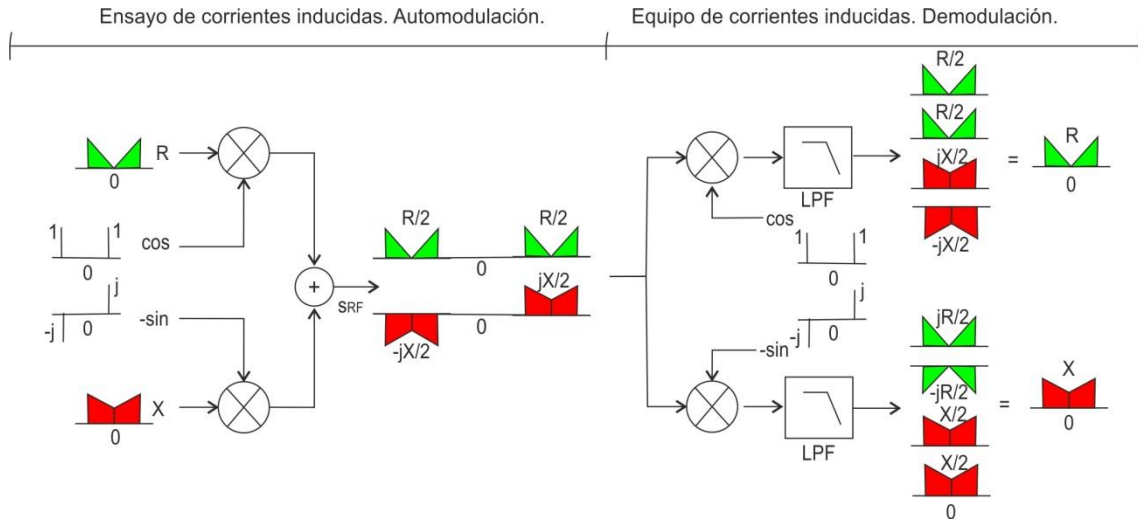 Ensayo de corrientes inducidas. Automodulación.
Equipo de corrientes inducidas. Demodulación.
R
0
1 1
0
cos
j
-j 0
-sin
X
0
+
SRF
R/2 R/2
0
jX/2
0
-jX/2
LPF
cos
1 1
0
j
-j 0
-sin
LPF
R/2
R/2
jX/2
-jX/2
=
R
0
jR/2
-jR/2
X/2
X/2
0
=
X
0